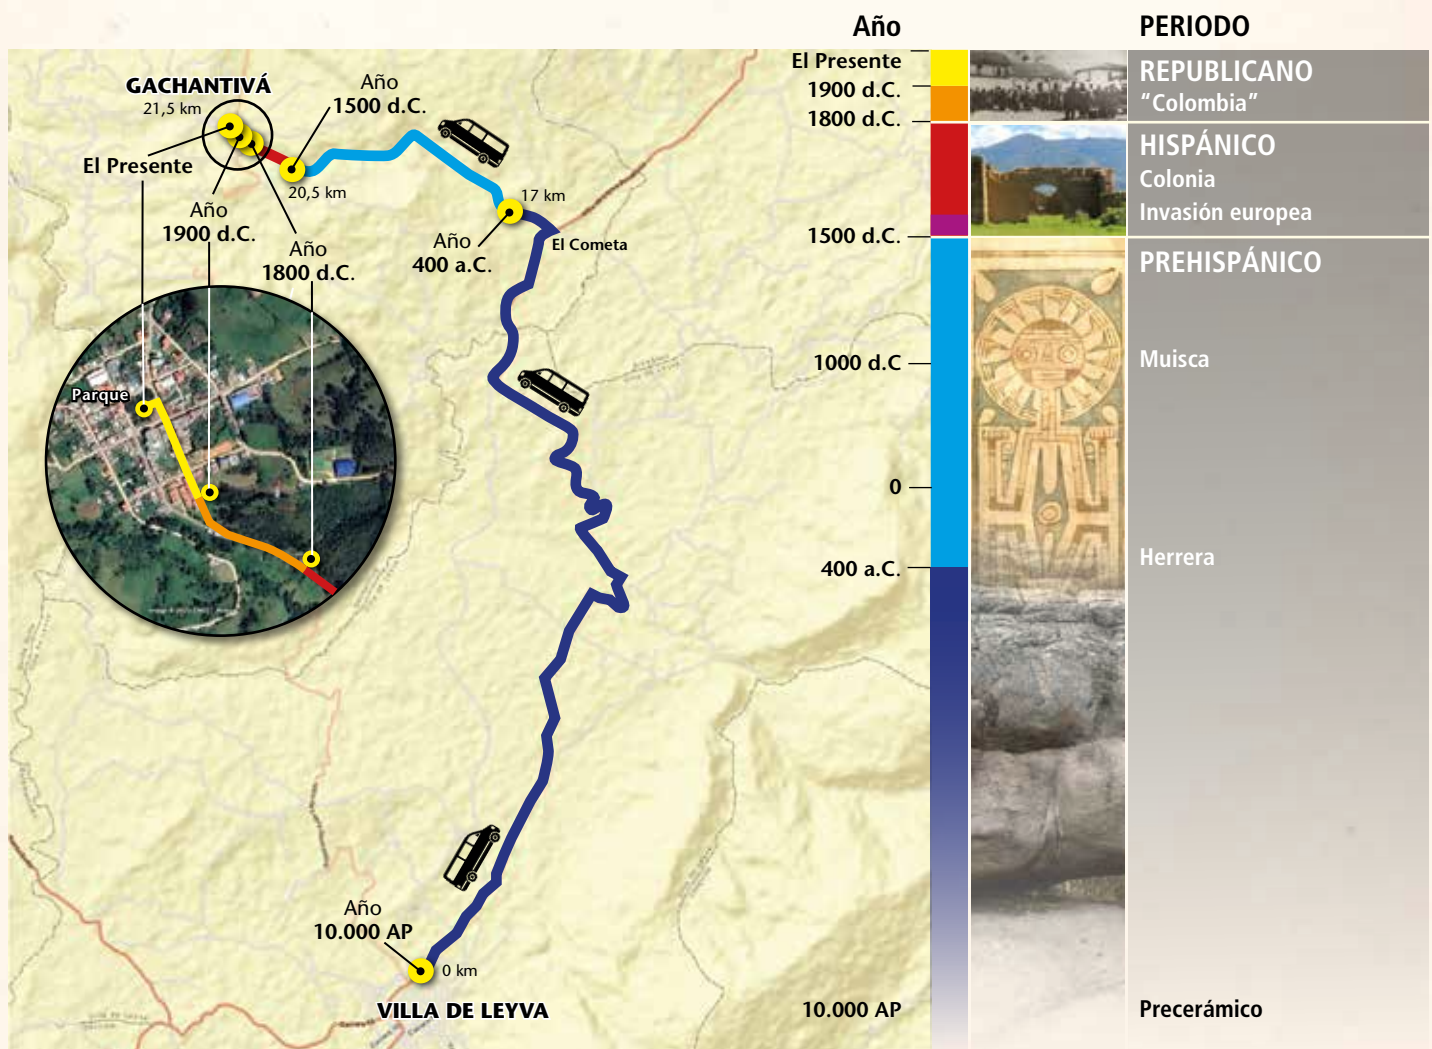 GACHANTIVÁ
21,5 km
Año
1500 d.C.
El Presente
20,5 km
17 km
Año
1900 d.C.
Año
1800 d.C.
Año
400 a.C.
El Cometa
Parque
Año
10.000 AP
0 km
VILLA DE LEYVA
Año
El Presente
1900 d.C.
1800 d.C.
1500 d.C.
1000 d.C
0
400 a.C.
10.000 AP
PERIODO
REPUBLICANO
“Colombia”
HISPÁNICO
Colonia
Invasión europea
PREHISPÁNICO
Muisca
Herrera
Precerámico